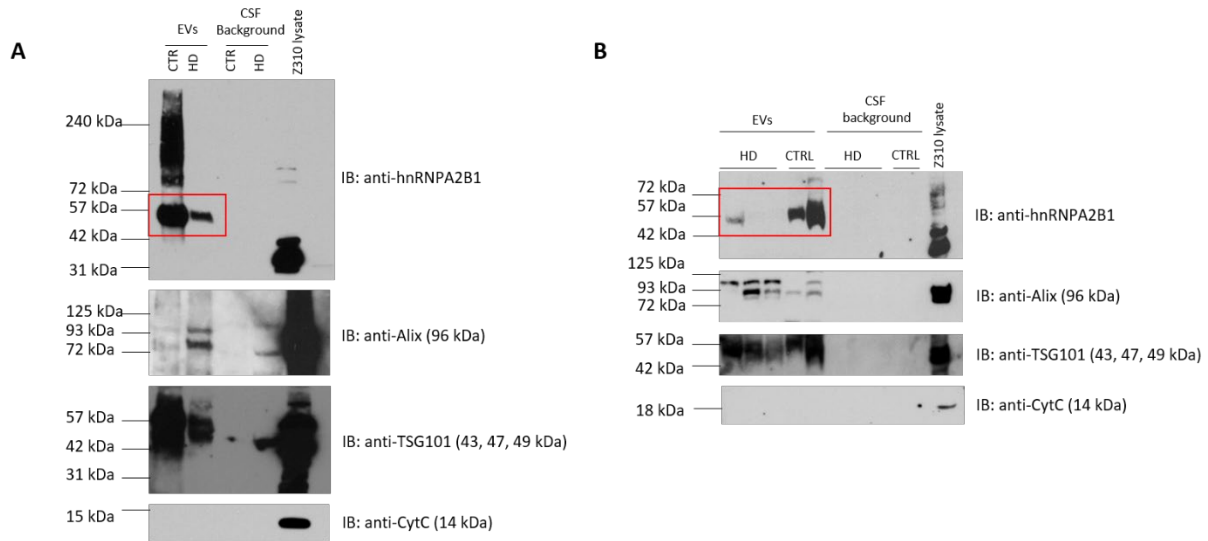 A
EVs
CSF
Background
CTR
HD
CTR
HD
Z310 lysate
240 kDa
72 kDa
57 kDa
42 kDa
31 kDa
IB: anti-hnRNPA2B1
125 kDa
93 kDa
72 kDa
IB: anti-Alix (96 kDa)
57 kDa
42 kDa
31 kDa
IB: anti-TSG101 (43, 47, 49 kDa)
15 kDa
IB: anti-CytC (14 kDa)
B
EVs
CSF
background
HD
CTRL
HD
CTRL
Z310 lysate
72 kDa
57 kDa
42 kDa
IB: anti-hnRNPA2B1
125 kDa
93 kDa
72 kDa
IB: anti-Alix (96 kDa)
57 kDa
42 kDa
IB: anti-TSG101 (43, 47, 49 kDa)
18 kDa
IB: anti-CytC (14 kDa)